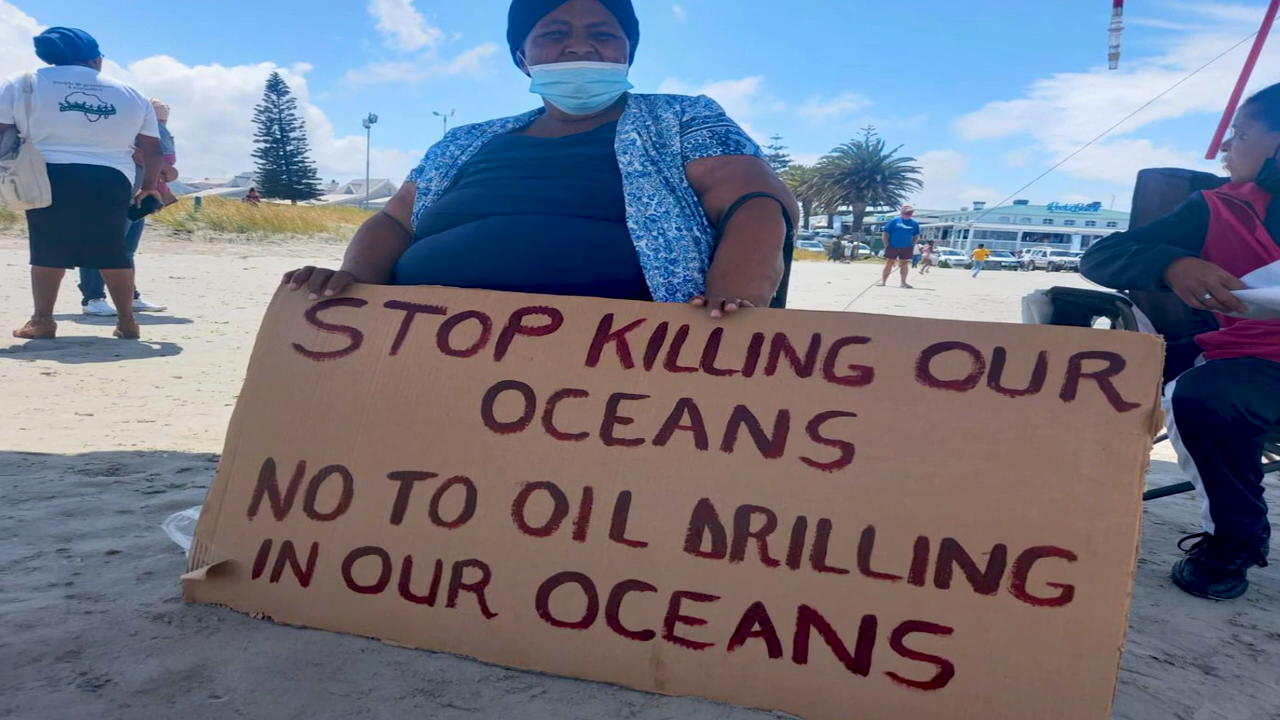 STOP KILLING OUR
OCEANS
NO TO OIL DRILLING
IN OUR OCEANS